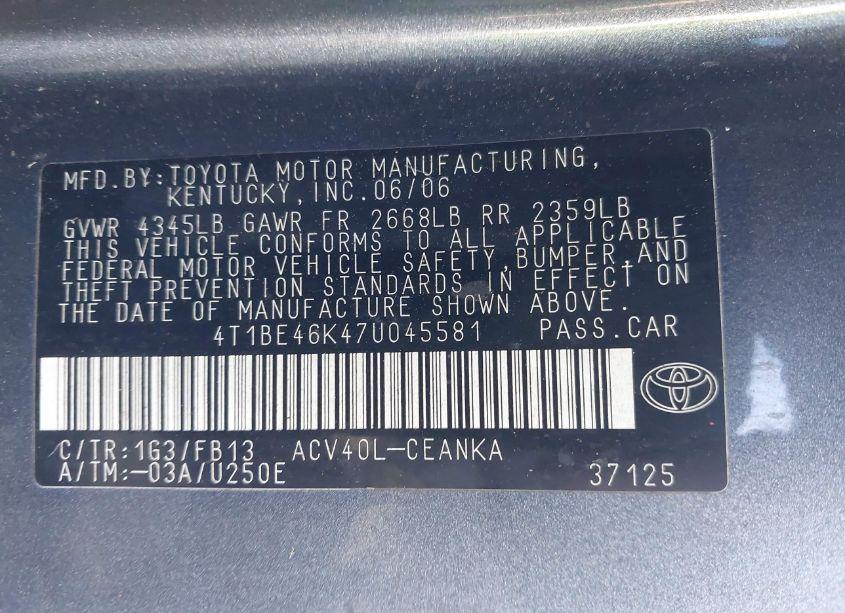 MFD.BY:TOYOTA MOTOR MANUFACTURING,
KENTUCKY,INC.06/06
GVWR 4345LB GAWR FR 2668LB RR 2359LB
THIS VEHICLE CONFORMS TO ALL APPLICABLE
FEDERAL MOTOR VEHICLE SAFETY,BUMPER,AND
THEFT PREVENTION STANDARDS IN EFFECT ON
THE DATE OF MANUFACTURE SHOWN ABOVE.
4T1BE46K47U045581 PASS.CAR
C/TR:1G3/FB13 ACV40L-CEANKA
A/TM:-03A/U250E 37125